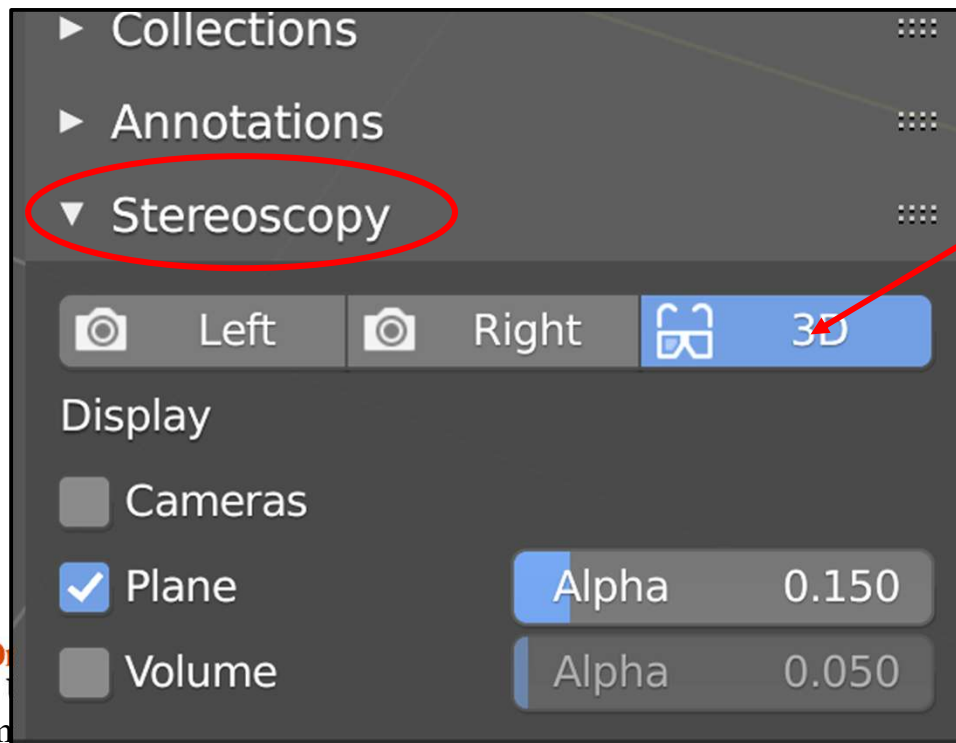 Collections
Annotations
Stereoscopy
Left Right 3D
Display
Cameras
Plane Alpha 0.150
Volume Alpha 0.050